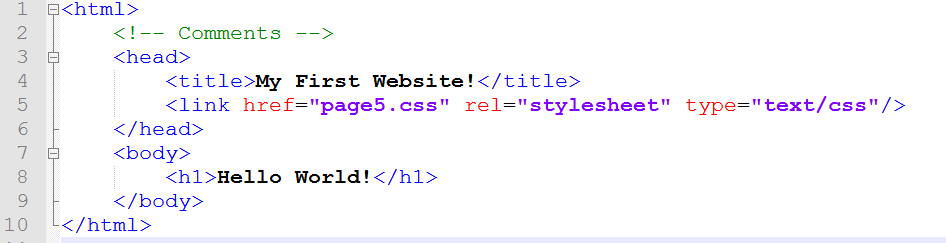 1 <html>
2 <!-- Comments -->
3 <head>
4 <title>My First Website!</title>
5 <link href="page5.css" rel="stylesheet" type="text/css"/>
6 </head>
7 <body>
8 <h1>Hello World!</h1>
9 </body>
10 </html>